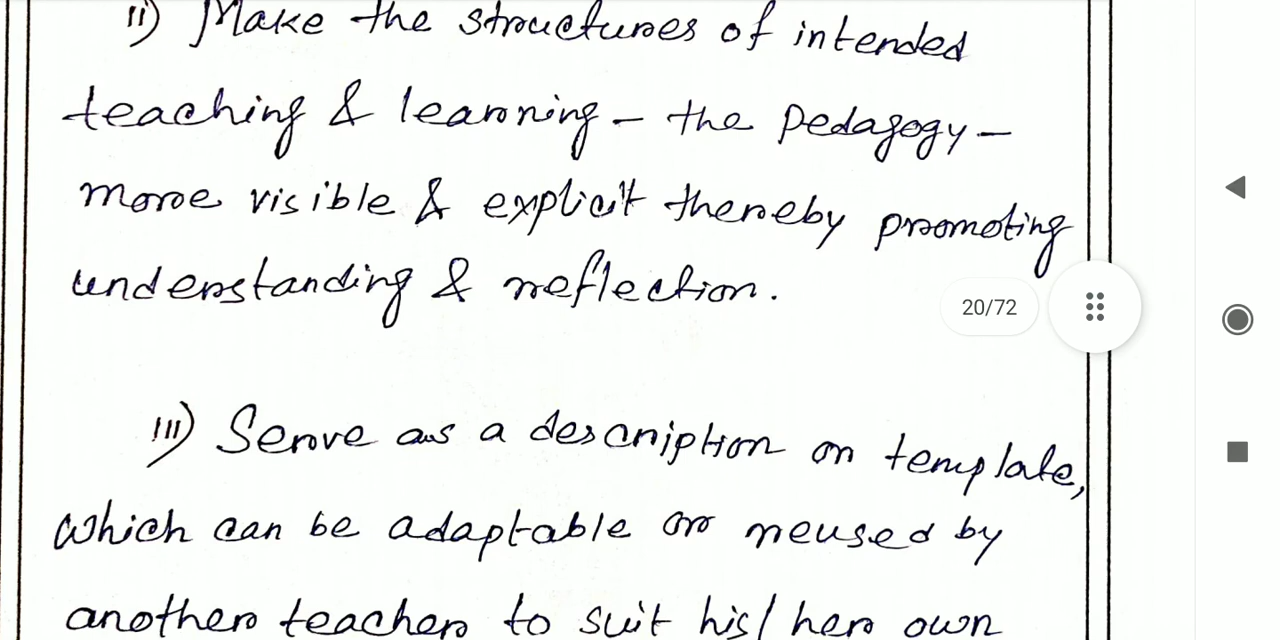 II) Make the structures of intended
teaching & learning – the pedagogy –
more visible & explicit thereby promoting
understanding & reflection.
20/72
III) Serve as a description or template,
which can be adaptable or reused by
another teacher to suit his/her own